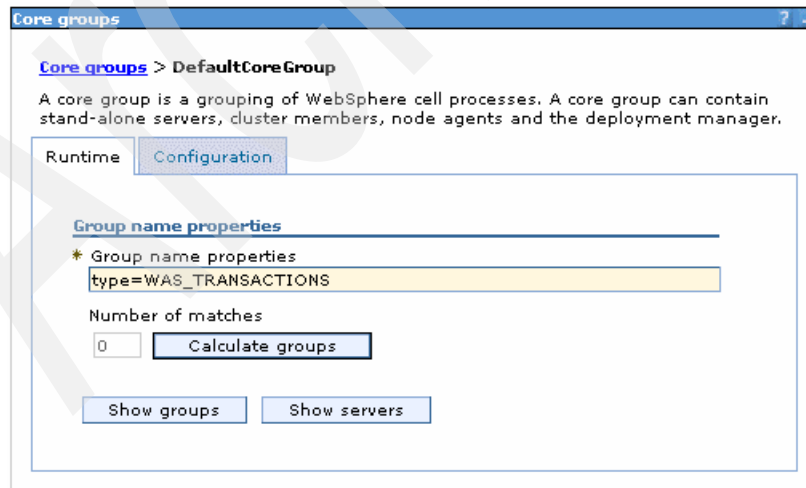 Core groups ?
Core groups > DefaultCoreGroup
A core group is a grouping of WebSphere cell processes. A core group can contain
stand-alone servers, cluster members, node agents and the deployment manager.
Runtime Configuration
Group name properties
* Group name properties
type=WAS_TRANSACTIONS
Number of matches
0 Calculate groups
Show groups Show servers